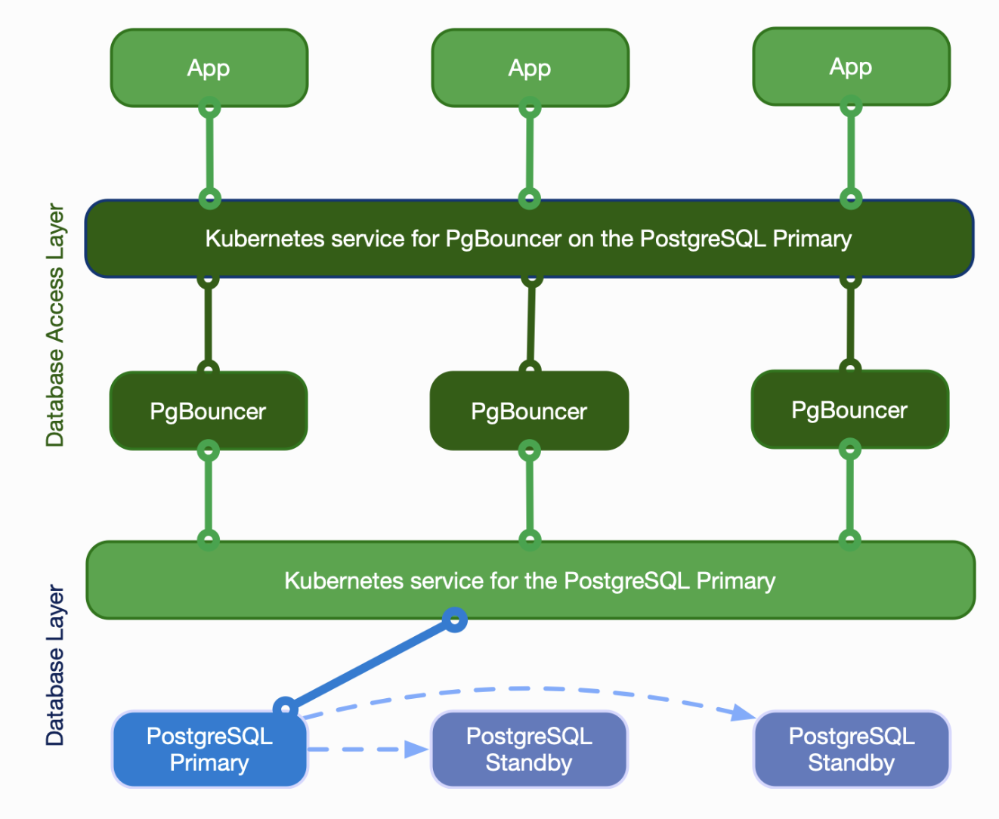 App
App
App
Database Access Layer
Kubernetes service for PgBouncer on the PostgreSQL Primary
PgBouncer
PgBouncer
PgBouncer
Database Layer
Kubernetes service for the PostgreSQL Primary
PostgreSQL
Primary
PostgreSQL
Standby
PostgreSQL
Standby